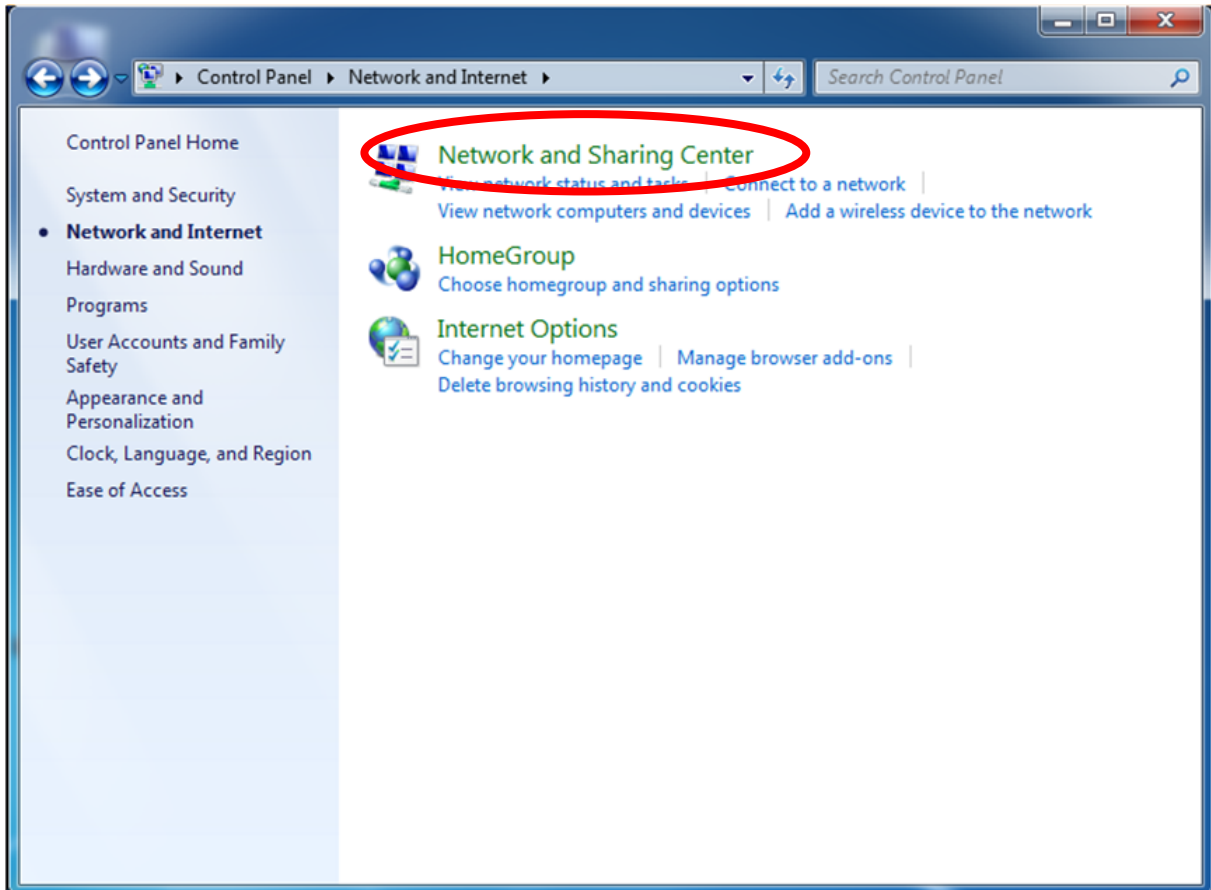 Control Panel Network and Internet
Search Control Panel
Control Panel Home
System and Security
Network and Internet
Hardware and Sound
Programs
User Accounts and Family
Safety
Appearance and
Personalization
Clock, Language, and Region
Ease of Access
Network and Sharing Center
View network status and tasks Connect to a network
View network computers and devices Add a wireless device to the network
HomeGroup
Choose homegroup and sharing options
Internet Options
Change your homepage Manage browser add-ons
Delete browsing history and cookies